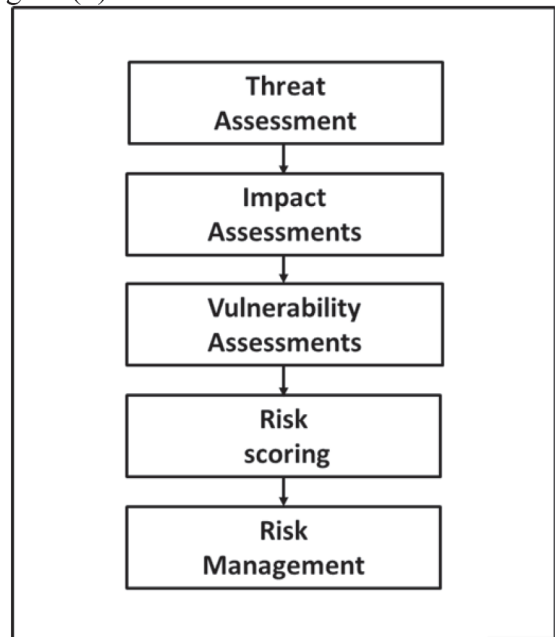 Threat
Assessment
Impact
Assessments
Vulnerability
Assessments
Risk
scoring
Risk
Management